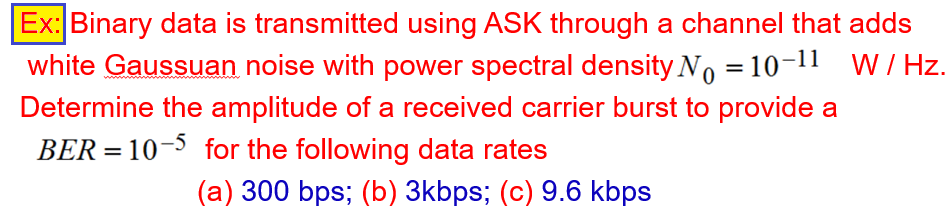 Ex: Binary data is transmitted using ASK through a channel that adds
white Gaussuan noise with power spectral density N₀ = 10⁻¹¹ W / Hz.
Determine the amplitude of a received carrier burst to provide a
BER = 10⁻⁵ for the following data rates
(a) 300 bps; (b) 3kbps; (c) 9.6 kbps